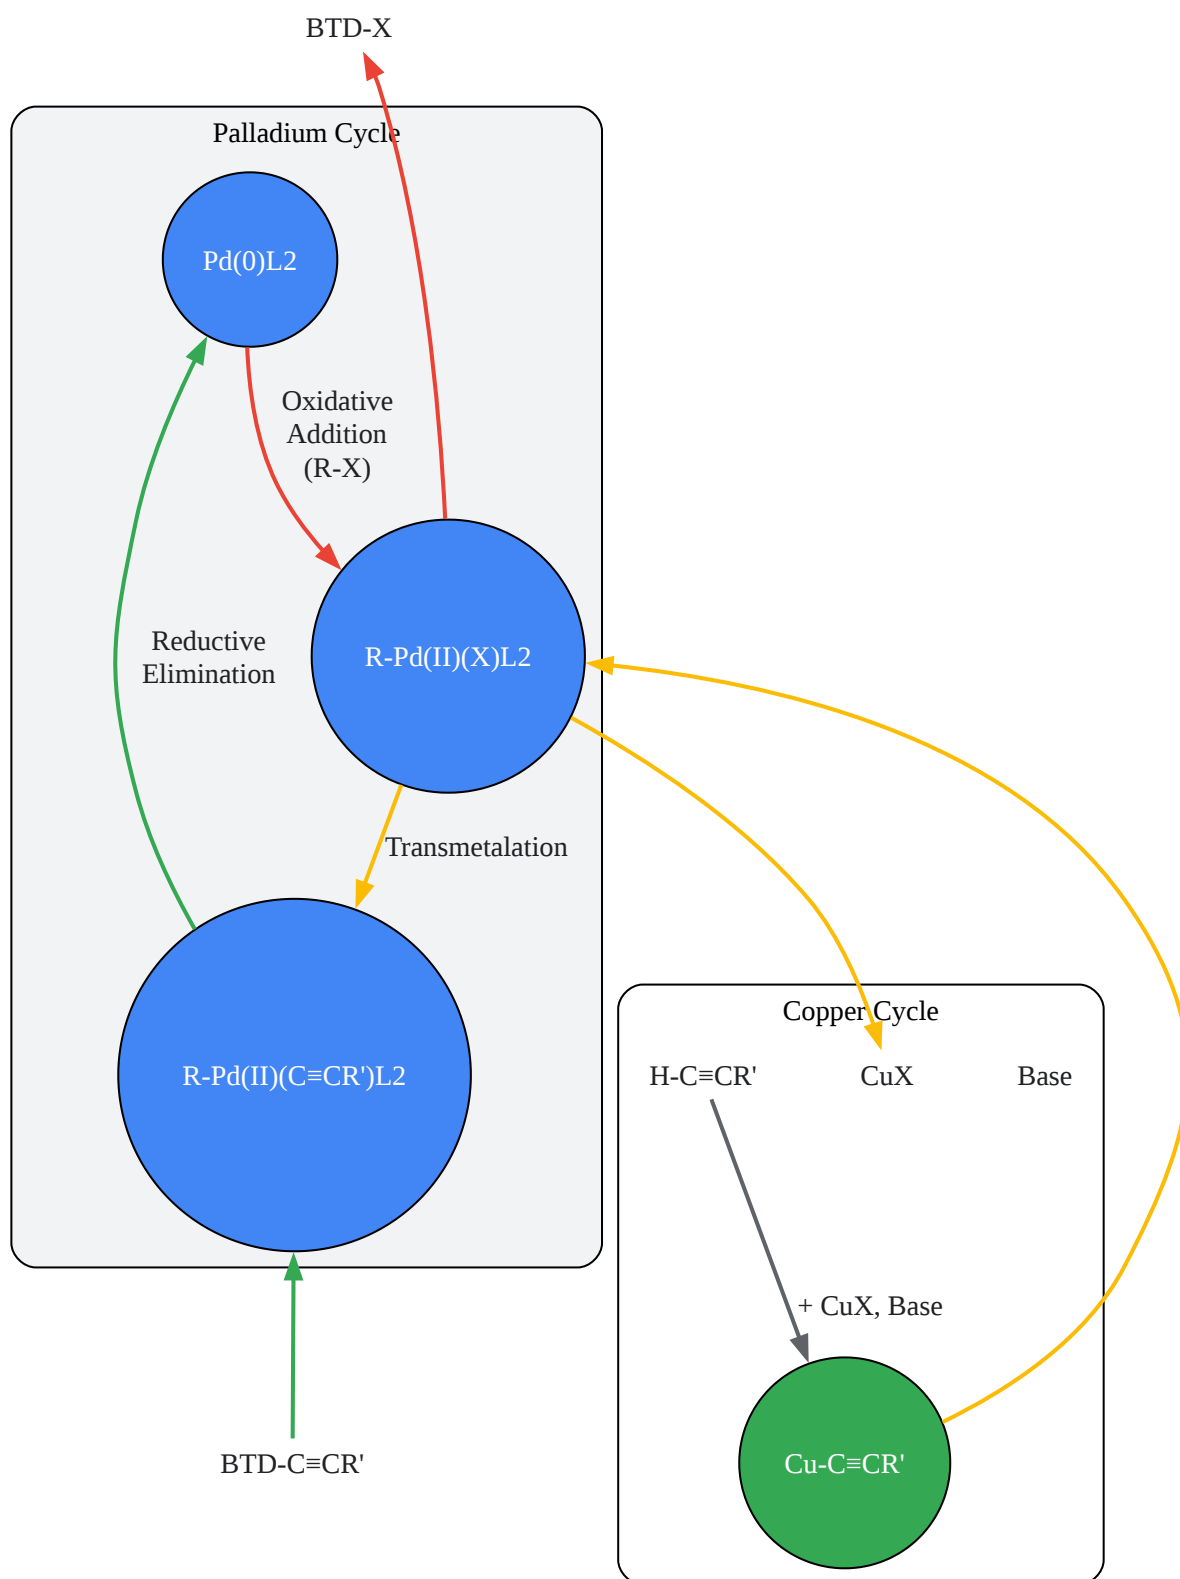 BTD-X
Palladium Cycle
Pd(0)L2
Oxidative
Addition
(R-X)
Reductive
Elimination
R-Pd(II)(X)L2
Transmetalation
R-Pd(II)(C≡CR')L2
BTD-C≡CR'
Copper Cycle
H-C≡CR'
CuX
Base
+ CuX, Base
Cu-C≡CR'